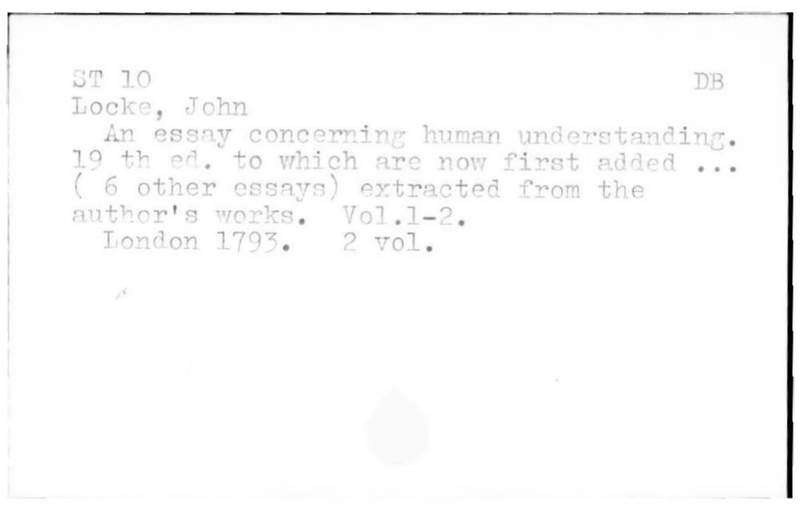 ST 10 DB
Locke, John
An essay concerning human understanding.
19 th ed. to which are now first added ...
( 6 other essays) extracted from the
author's works. Vol.1-2.
London 1793. 2 vol.